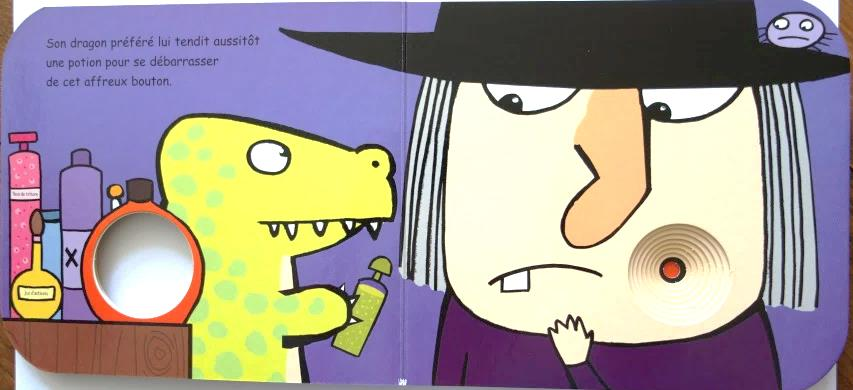 Son dragon préféré lui tendit aussitôt
une potion pour se débarrasser
de cet affreux bouton.
X